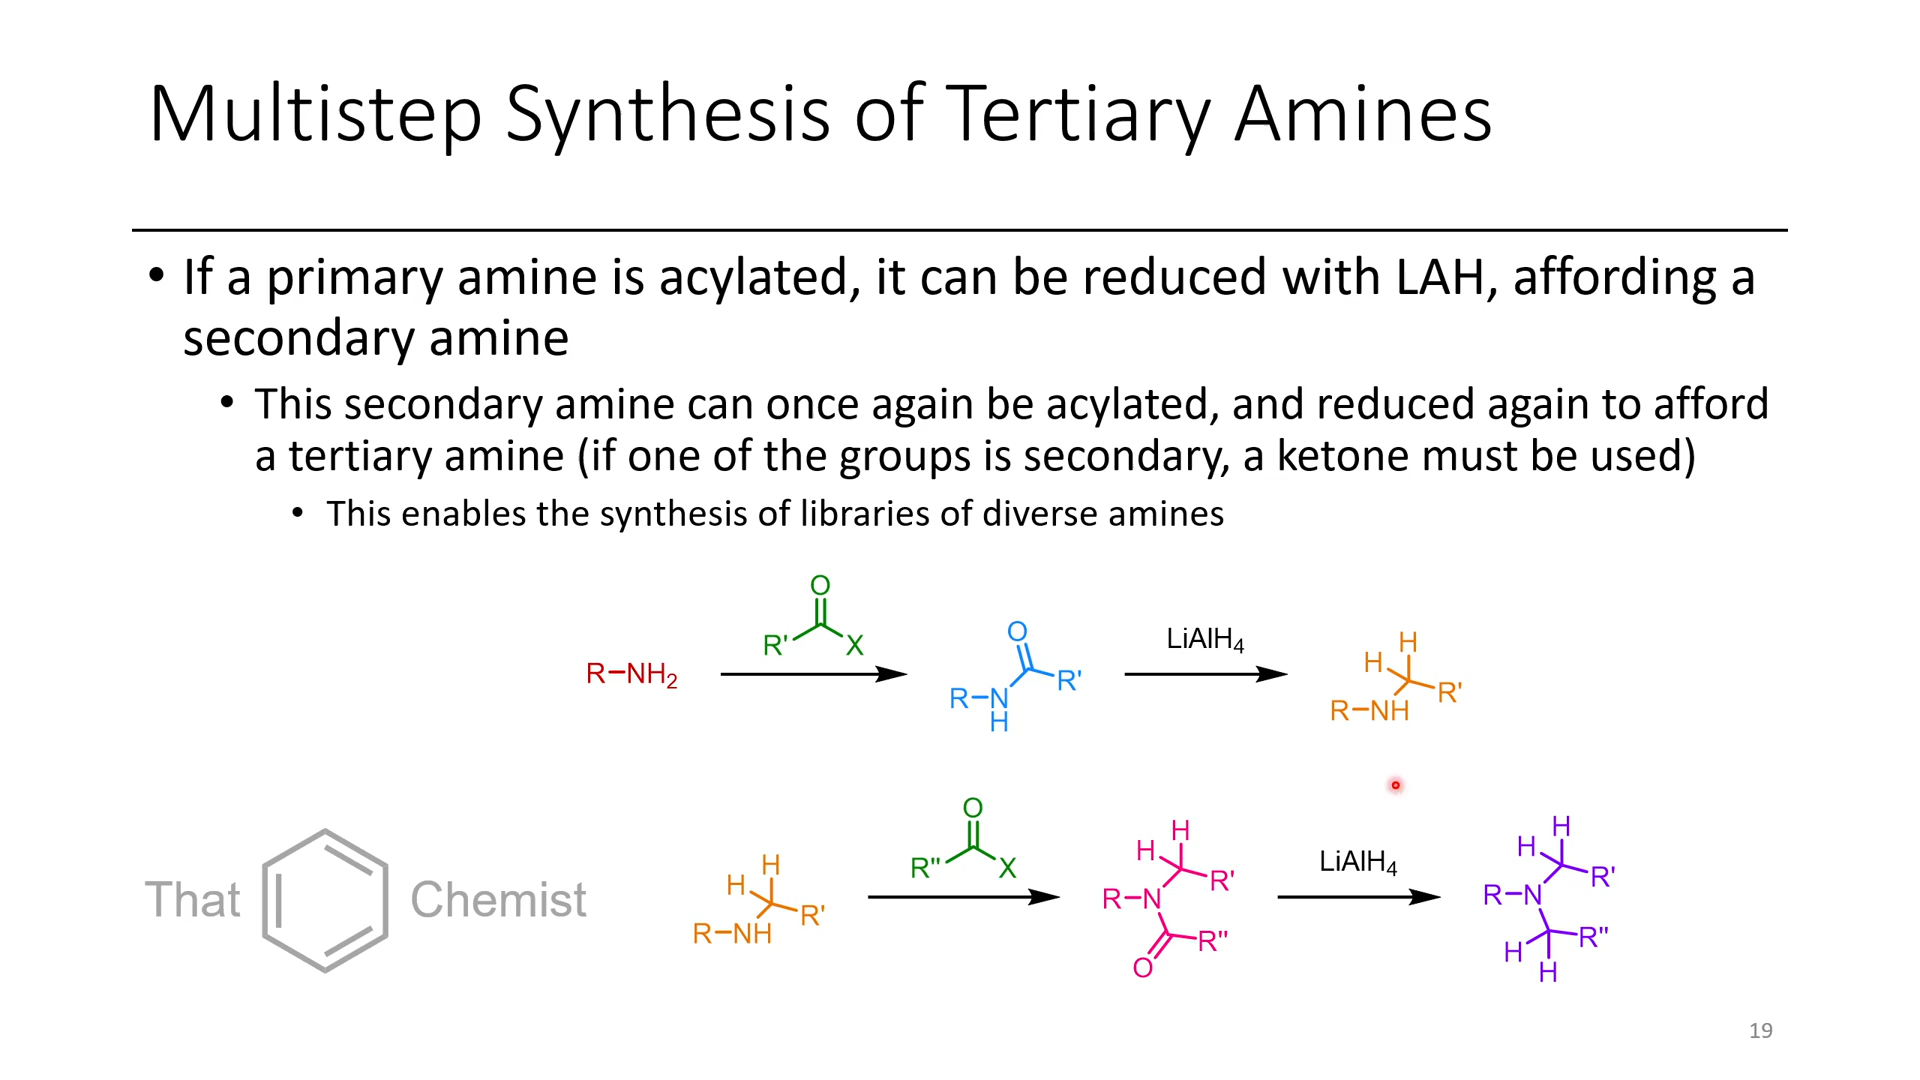 Multistep Synthesis of Tertiary Amines
• If a primary amine is acylated, it can be reduced with LAH, affording a
secondary amine
• This secondary amine can once again be acylated, and reduced again to afford
a tertiary amine (if one of the groups is secondary, a ketone must be used)
• This enables the synthesis of libraries of diverse amines
O
R' X
R–NH₂
O
R–N R'
H
LiAlH₄
H
H
R'
R–NH
H
H
R'
R–NH
O
R" X
H
H
R'
R–N
R"
O
LiAlH₄
H
H
R'
R–N
R"
H
H
That Chemist
19